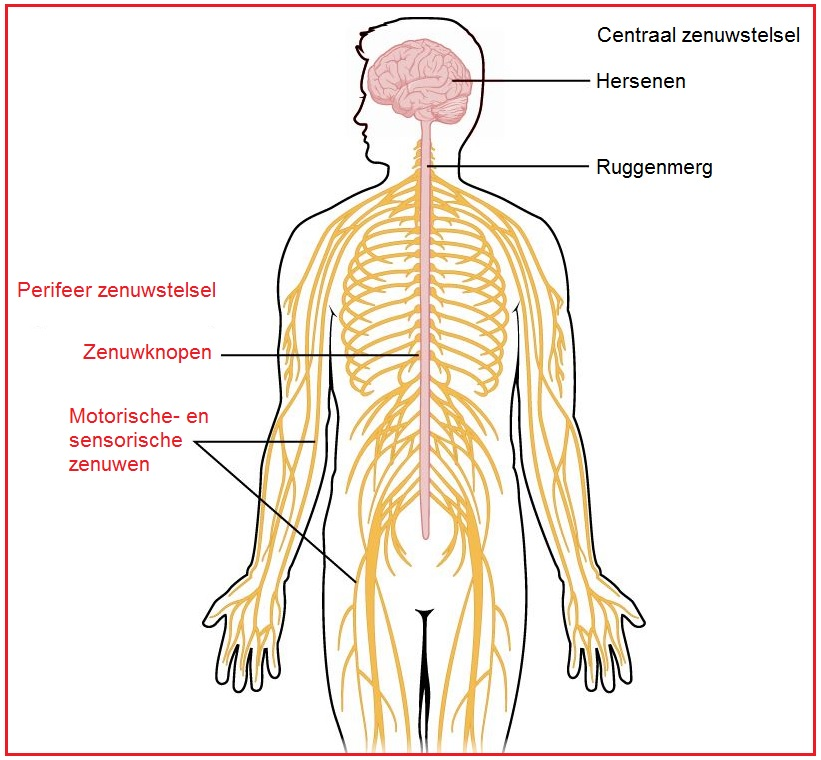 Centraal zenuwstelsel
Hersenen
Ruggenmerg
Perifeer zenuwstelsel
Zenuwknopen
Motorische- en
sensorische
zenuwen